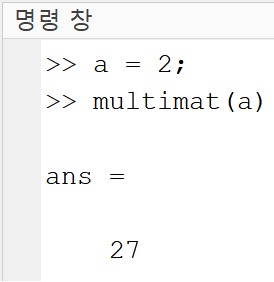 명령 창
>> a = 2;
>> multimat(a)
ans =
27